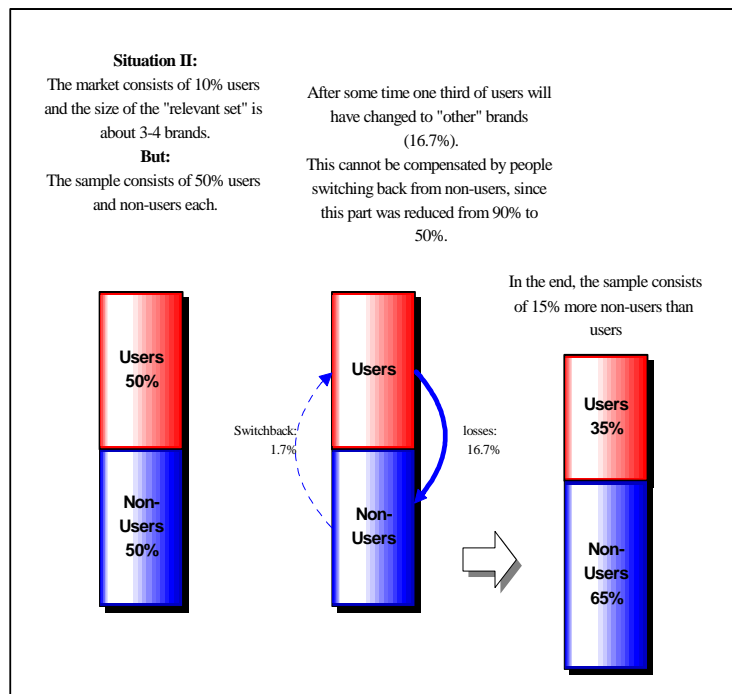 Situation II:
The market consists of 10% users
and the size of the "relevant set" is
about 3-4 brands.
But:
The sample consists of 50% users
and non-users each.
After some time one third of users will
have changed to "other" brands
(16.7%).
This cannot be compensated by people
switching back from non-users, since
this part was reduced from 90% to
50%.
In the end, the sample consists
of 15% more non-users than
users
Users
50%
Non-
Users
50%
Users
Non-
Users
Switchback:
1.7%
losses:
16.7%
Users
35%
Non-
Users
65%